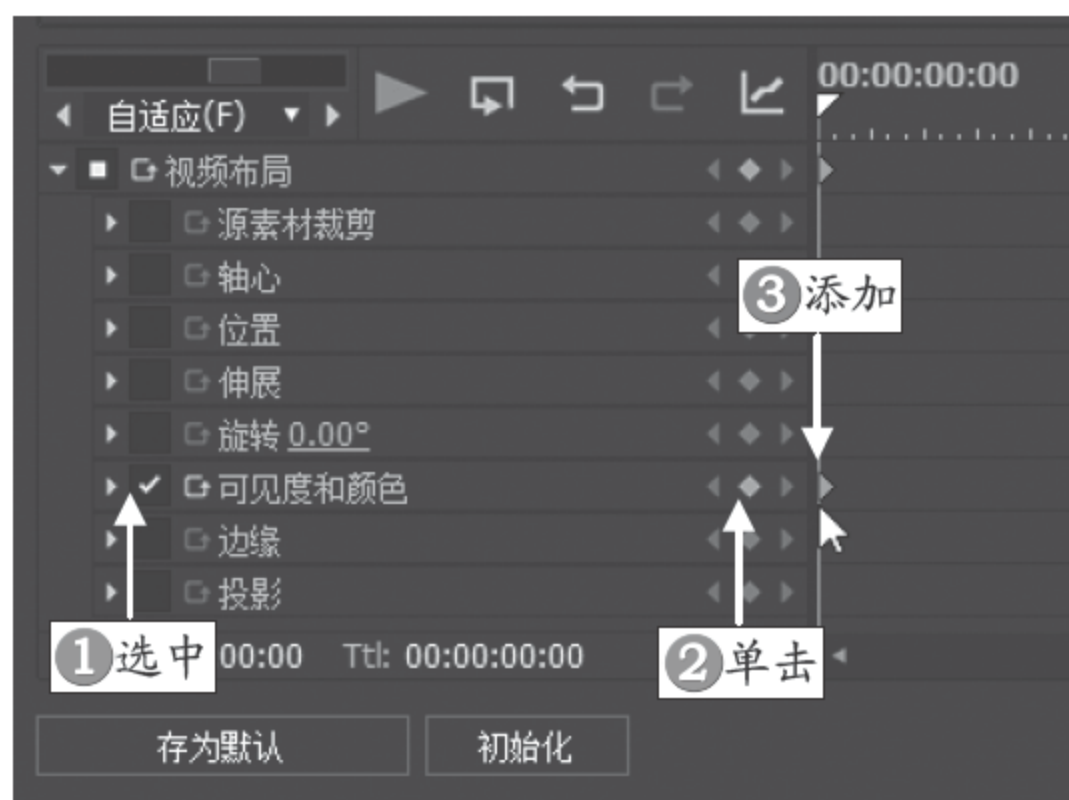 00:00:00:00
自适应(F)
视频布局
源素材裁剪
轴心
③添加
位置
伸展
旋转 0.00°
可见度和颜色
边缘
投影
①选中 00:00 Ttl: 00:00:00:00 ②单击
存为默认 初始化